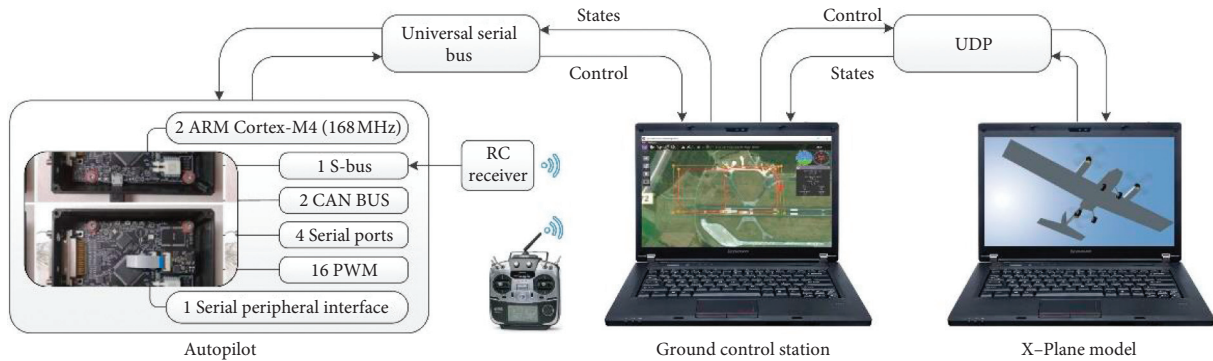 States
Universal serial
bus
Control
Control
UDP
States
2 ARM Cortex-M4 (168 MHz)
1 S-bus
2 CAN BUS
4 Serial ports
16 PWM
1 Serial peripheral interface
RC
receiver
Autopilot
Ground control station
X–Plane model